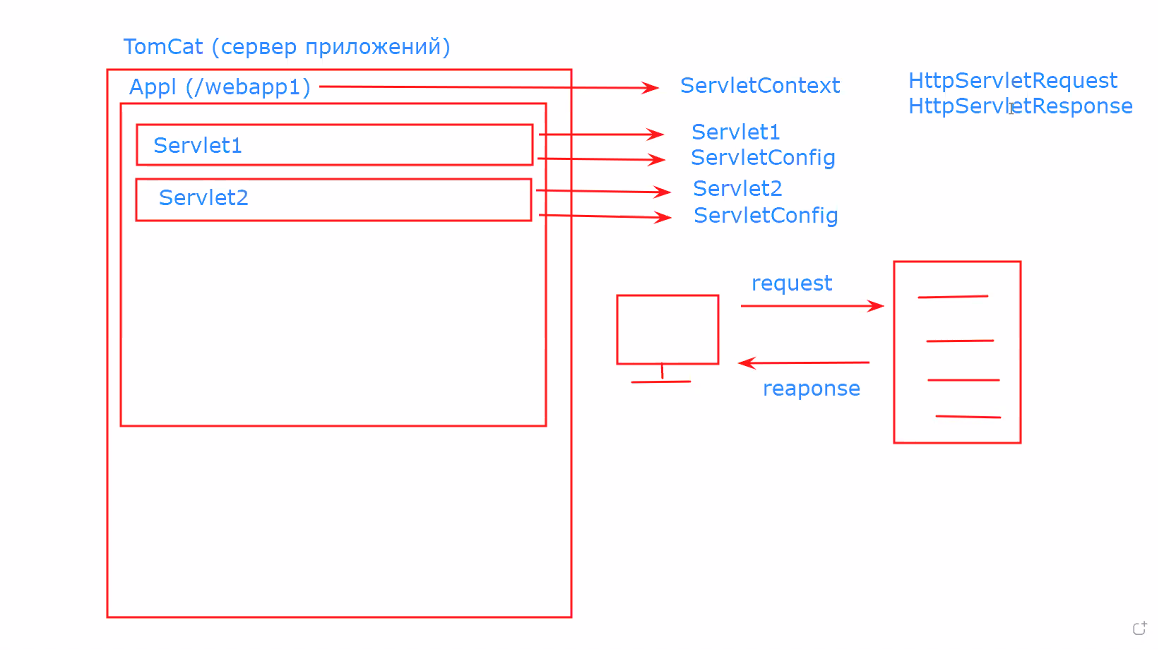 TomCat (сервер приложений)
Appl (/webapp1)
ServletContext
HttpServletRequest
HttpServletResponse
Servlet1
Servlet1
ServletConfig
Servlet2
Servlet2
ServletConfig
request
reaponse